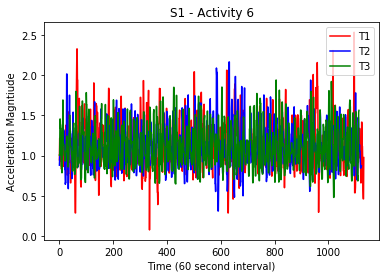 S1 - Activity 6
T1
T2
T3
2.5
2.0
1.5
1.0
0.5
0.0
Acceleration Magntiude
0 200 400 600 800 1000
Time (60 second interval)